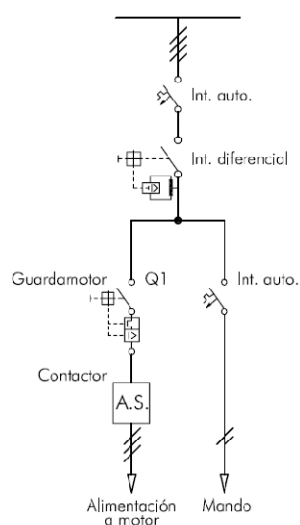 Int. auto.
Int. diferencial
Guardamotor
Q1
Int. auto.
Contactor
A.S.
Alimentación
a motor
Mando